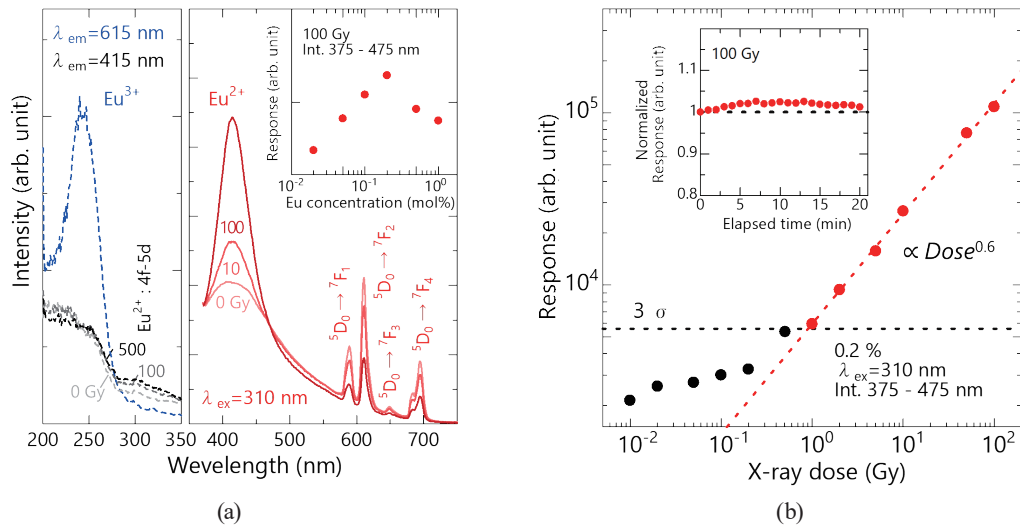 λ em=615 nm
λ em=415 nm
Eu3+
Eu2+ : 4f-5d
500
100
0 Gy
Intensity (arb. unit)
200
250
300
350
Eu2+
100
10
0 Gy
λ ex=310 nm
5D0 → 7F1
5D0 → 7F2
5D0 → 7F3
5D0 → 7F4
400
500
600
700
Wavelength (nm)
100 Gy
Int. 375 - 475 nm
Response (arb. unit)
10-2
10-1
100
Eu concentration (mol%)
(a)
Response (arb. unit)
105
104
3 σ
∝ Dose0.6
0.2 %
λ ex=310 nm
Int. 375 - 475 nm
10-2
10-1
100
101
102
X-ray dose (Gy)
100 Gy
Normalized
Response (arb. unit)
1.1
1
0.9
0.8
0
5
10
15
20
Elapsed time (min)
(b)